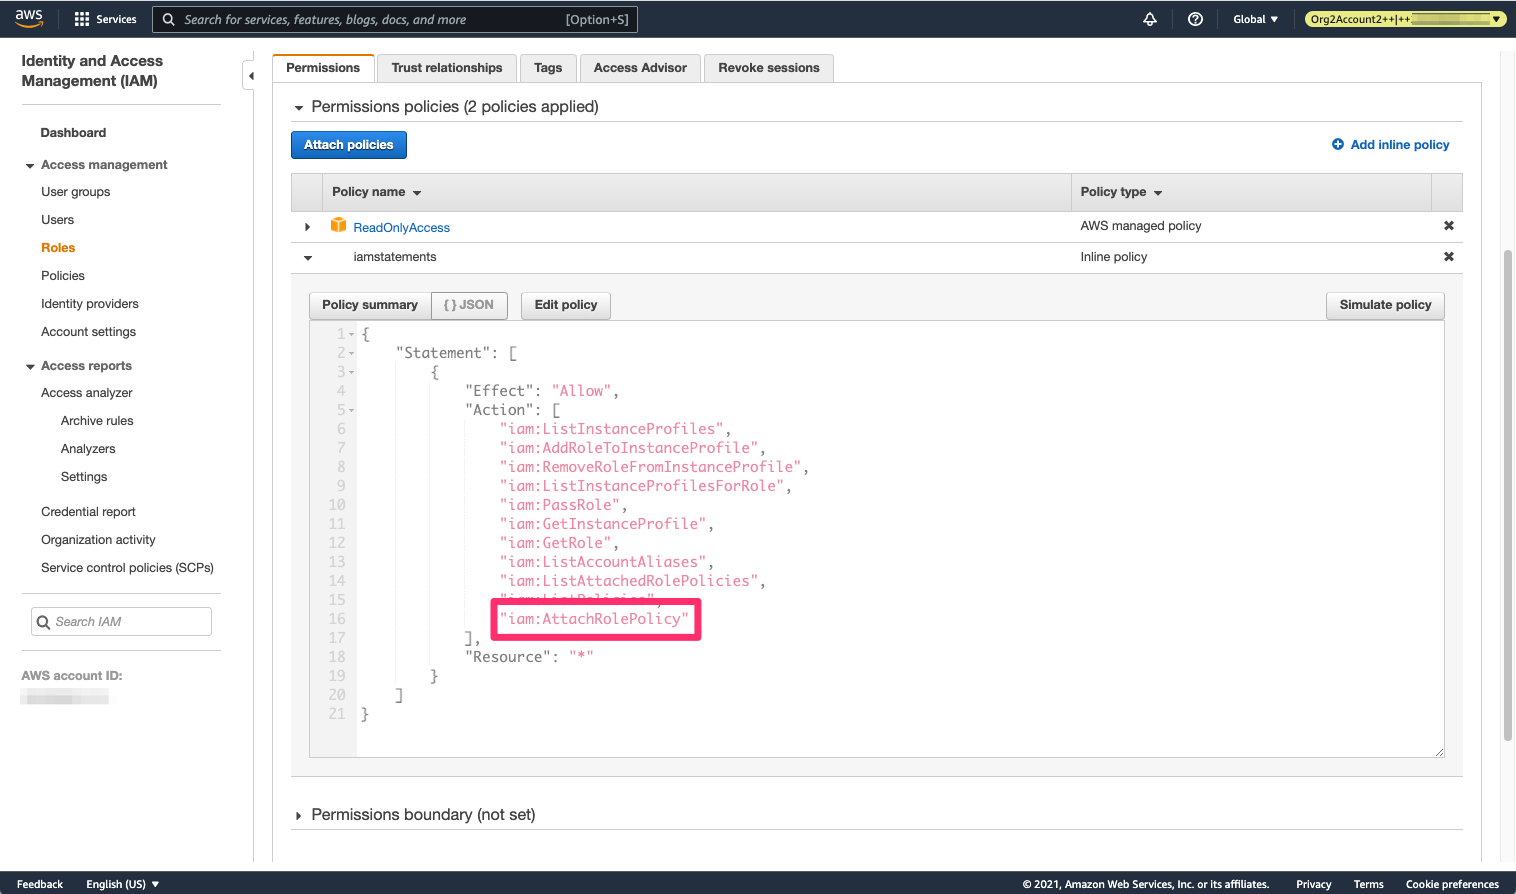 aws
Services
Search for services, features, blogs, docs, and more [Option+S]
Global
Org2Account2++|++
Identity and Access
Management (IAM)
Dashboard
Access management
User groups
Users
Roles
Policies
Identity providers
Account settings
Access reports
Access analyzer
Archive rules
Analyzers
Settings
Credential report
Organization activity
Service control policies (SCPs)
Search IAM
AWS account ID:
Permissions
Trust relationships
Tags
Access Advisor
Revoke sessions
Permissions policies (2 policies applied)
Attach policies
Add inline policy
Policy name
Policy type
ReadOnlyAccess
AWS managed policy
iamstatements
Inline policy
Policy summary
{ } JSON
Edit policy
Simulate policy
1 {
2 "Statement": [
3 {
4 "Effect": "Allow",
5 "Action": [
6 "iam:ListInstanceProfiles",
7 "iam:AddRoleToInstanceProfile",
8 "iam:RemoveRoleFromInstanceProfile",
9 "iam:ListInstanceProfilesForRole",
10 "iam:PassRole",
11 "iam:GetInstanceProfile",
12 "iam:GetRole",
13 "iam:ListAccountAliases",
14 "iam:ListAttachedRolePolicies",
15 "iam:ListPolicies",
16 "iam:AttachRolePolicy"
17 ],
18 "Resource": "*"
19 }
20 ]
21 }
Permissions boundary (not set)
Feedback
English (US)
© 2021, Amazon Web Services, Inc. or its affiliates.
Privacy
Terms
Cookie preferences